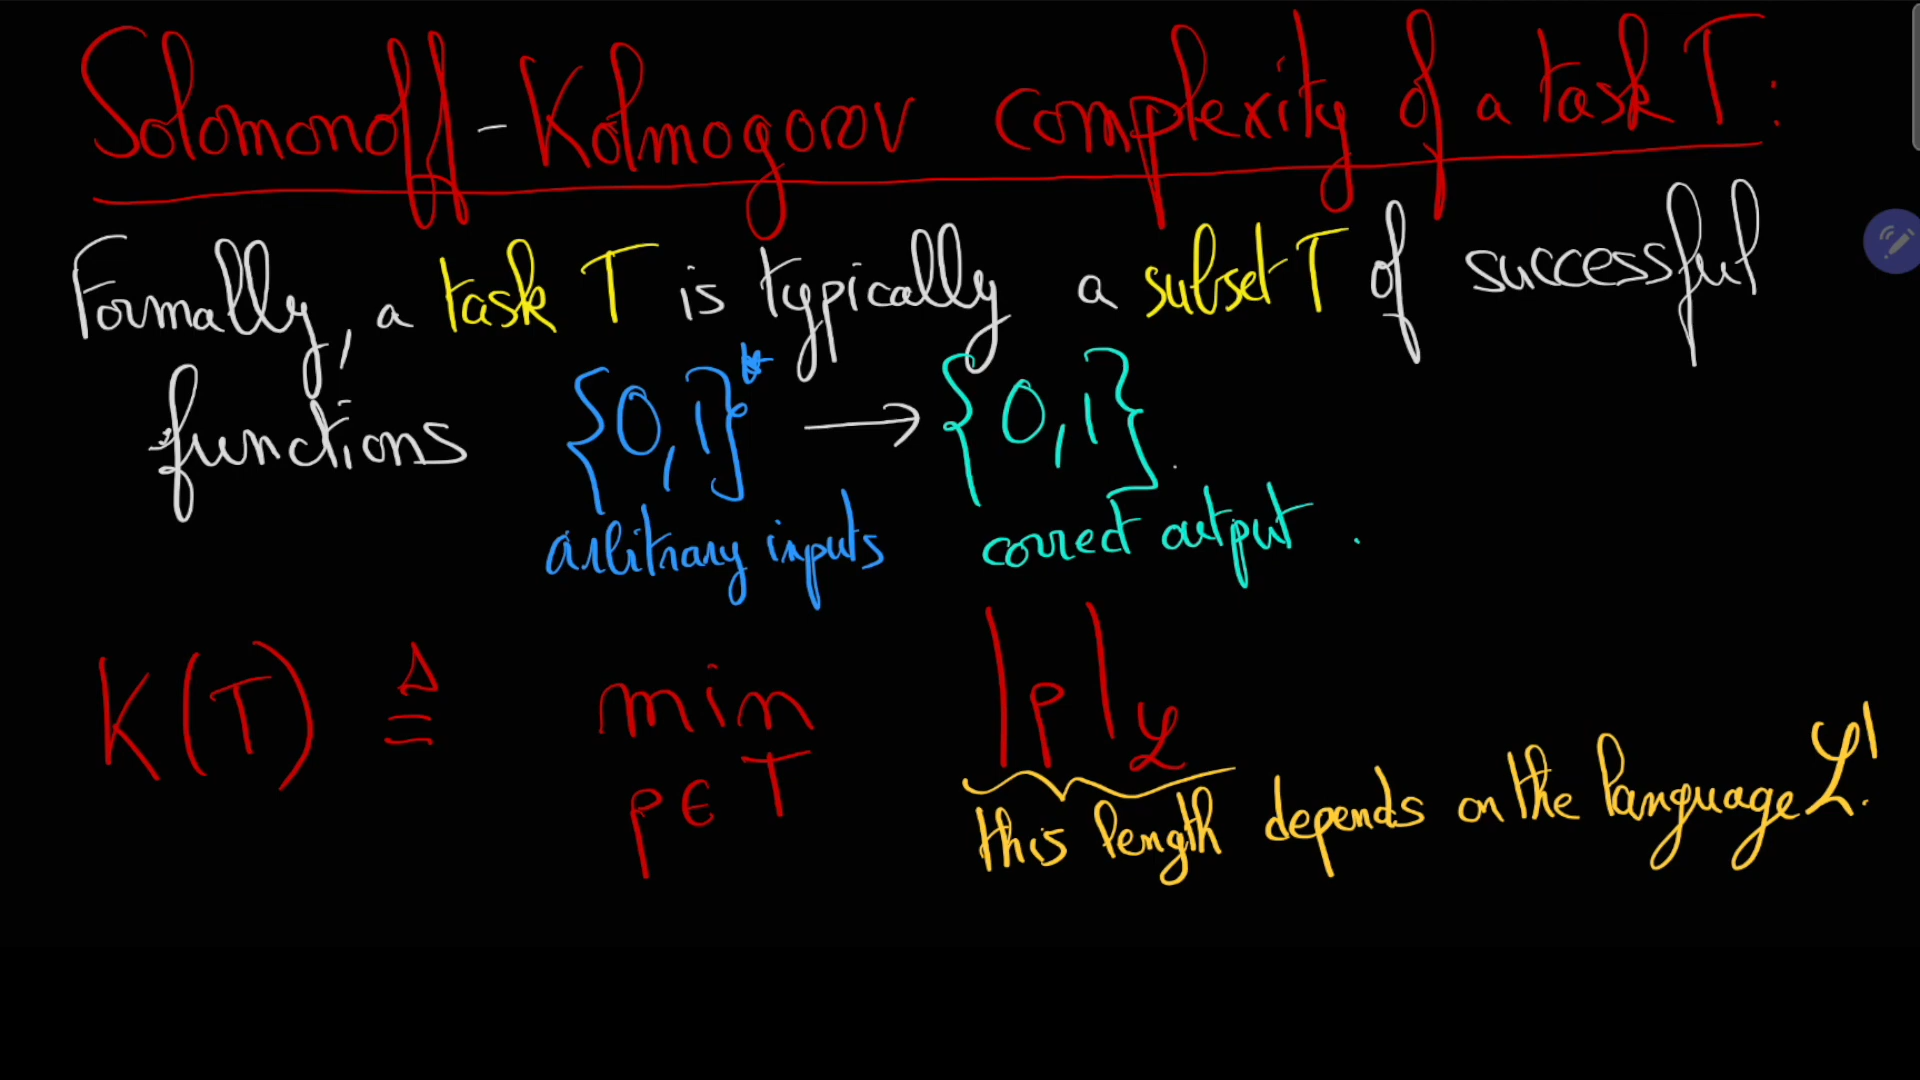 Solomonoff-Kolmogorov complexity of a task T:
Formally, a task T is typically a subset T of successful
functions {0,1}* → {0,1}.
arbitrary inputs correct output.
K(T) ≜ min |p|ℒ
p ∈ T
this length depends on the language ℒ!